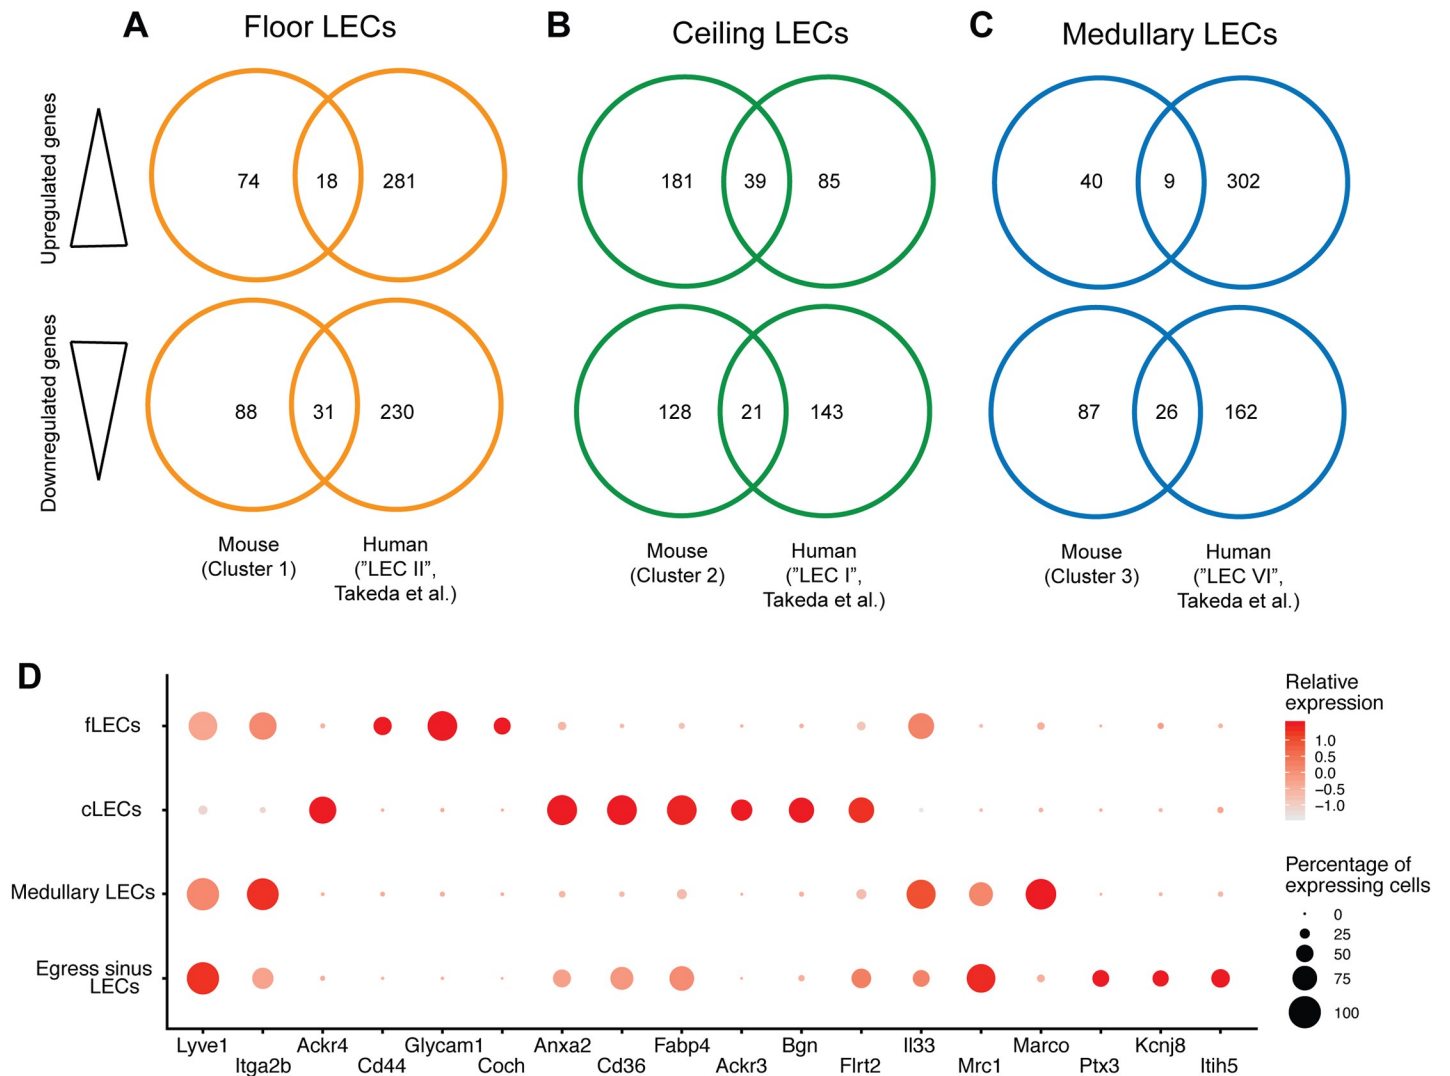 A
Floor LECs
B
Ceiling LECs
C
Medullary LECs
Upregulated genes
74
18
281
181
39
85
40
9
302
Downregulated genes
88
31
230
128
21
143
87
26
162
Mouse
(Cluster 1)
Human
("LEC II",
Takeda et al.)
Mouse
(Cluster 2)
Human
("LEC I",
Takeda et al.)
Mouse
(Cluster 3)
Human
("LEC VI",
Takeda et al.)
D
fLECs
cLECs
Medullary LECs
Egress sinus
LECs
Lyve1
Itga2b
Ackr4
Cd44
Glycam1
Coch
Anxa2
Cd36
Fabp4
Ackr3
Bgn
Flrt2
Il33
Mrc1
Marco
Ptx3
Kcnj8
Itih5
Relative
expression
1.0
0.5
0.0
−0.5
−1.0
Percentage of
expressing cells
0
25
50
75
100